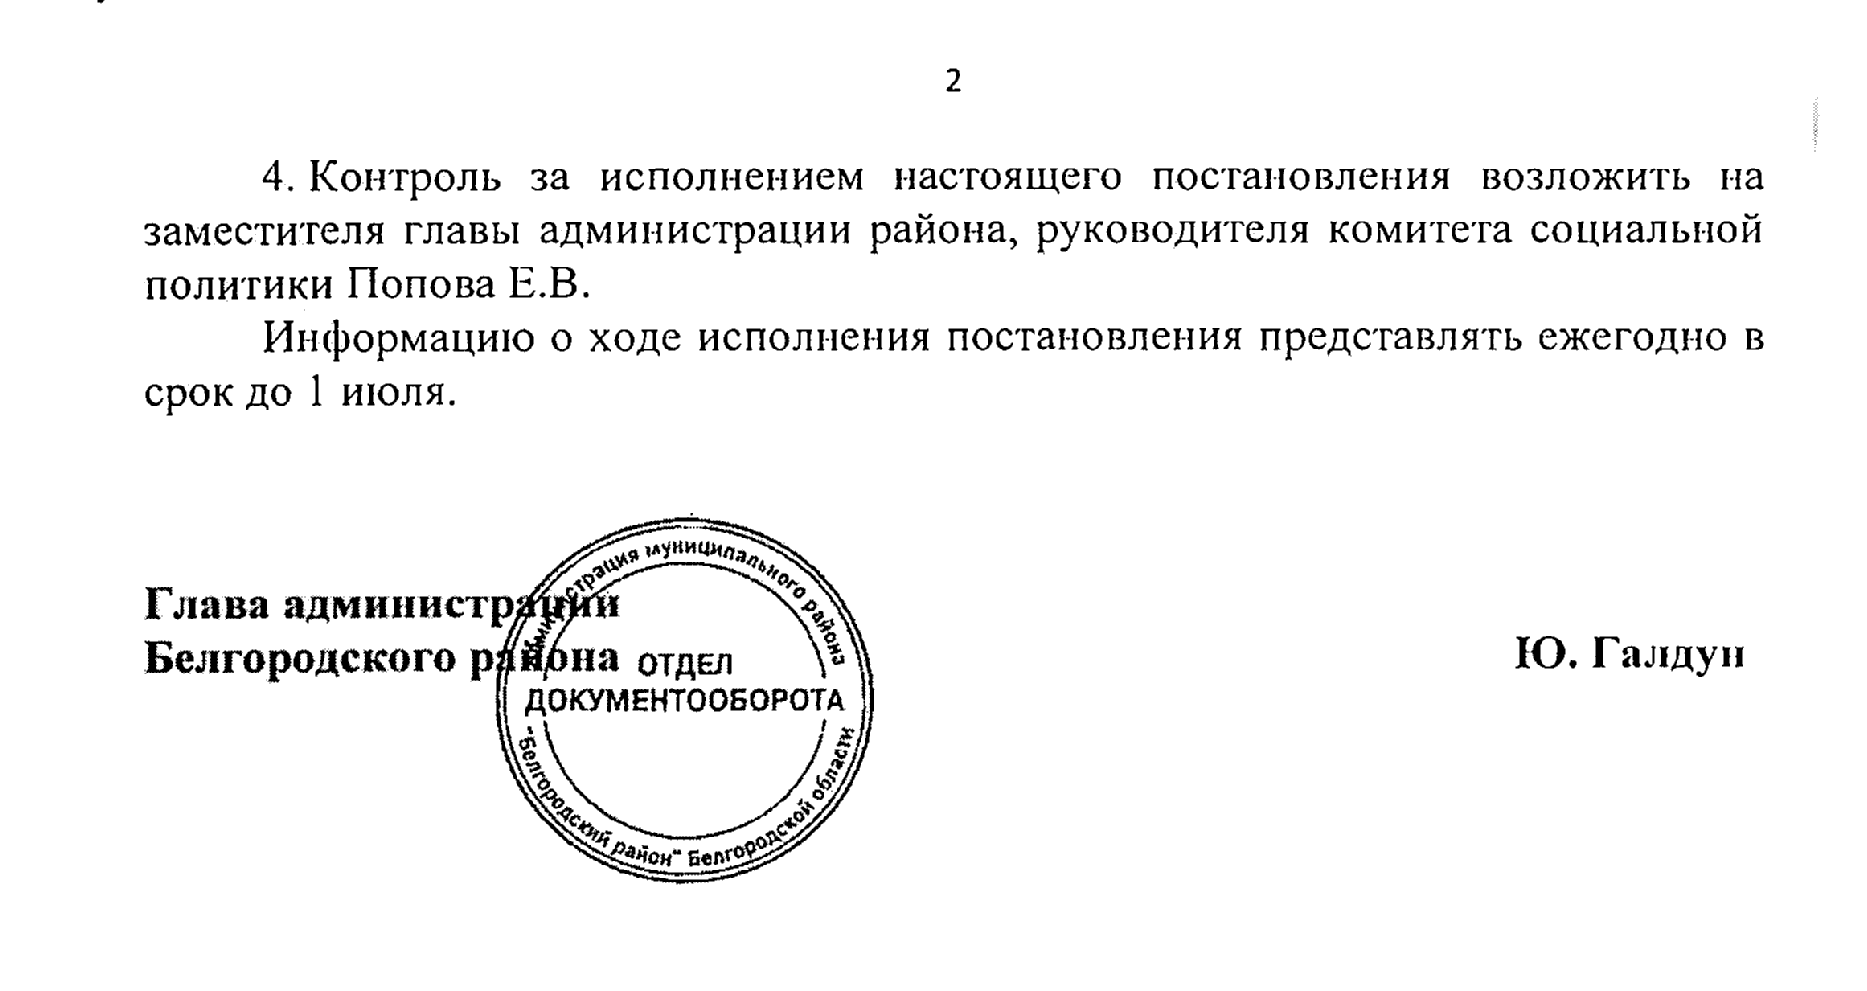 2
4. Контроль за исполнением настоящего постановления возложить на
заместителя главы администрации района, руководителя комитета социальной
политики Попова Е.В.
Информацию о ходе исполнения постановления представлять ежегодно в
срок до 1 июля.
Глава администрации
Белгородского района
Ю. Галдун
муниципального района
ОТДЕЛ
ДОКУМЕНТООБОРОТА
"Белгородский район" Белгородской области